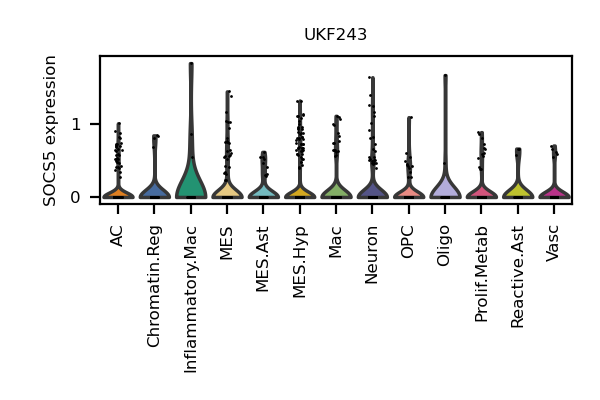 UKF243
SOCS5 expression
1
0
AC
Chromatin.Reg
Inflammatory.Mac
MES
MES.Ast
MES.Hyp
Mac
Neuron
OPC
Oligo
Prolif.Metab
Reactive.Ast
Vasc